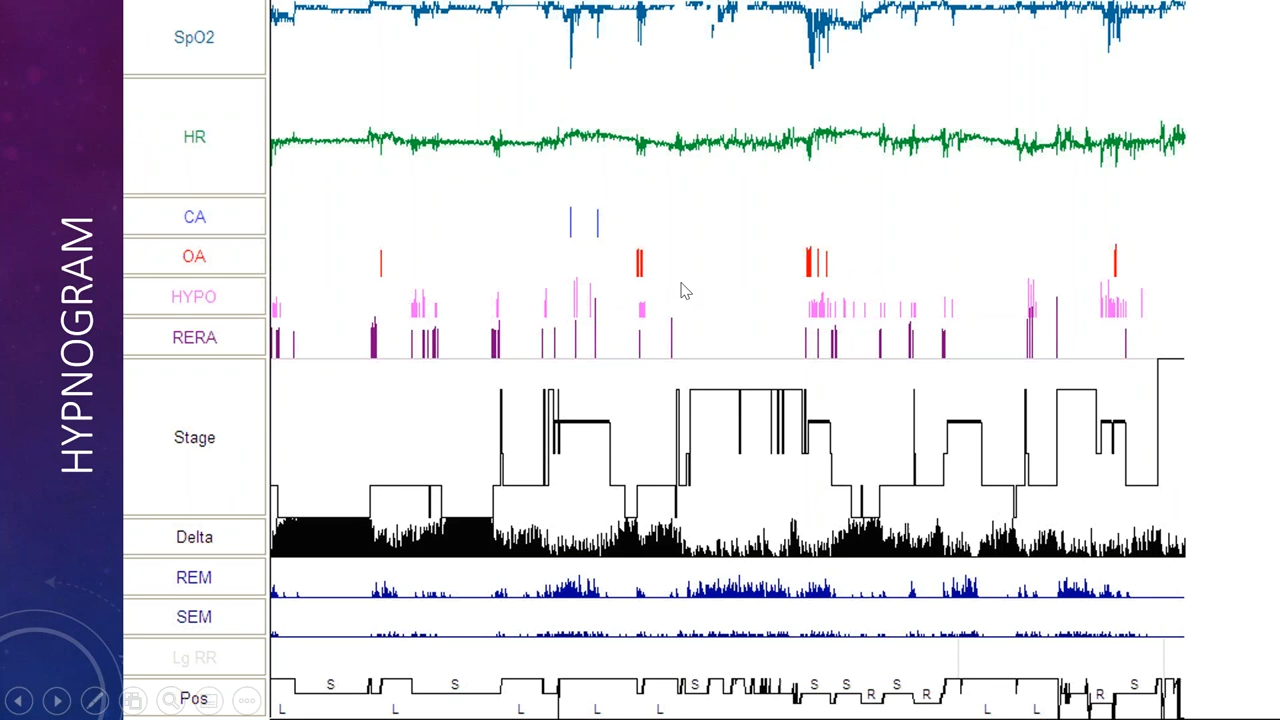 HYPNOGRAM
SpO2
HR
CA
OA
HYPO
RERA
Stage
Delta
REM
SEM
Lg RR
Pos
S S S S S S S
R R R
L L L L L L L